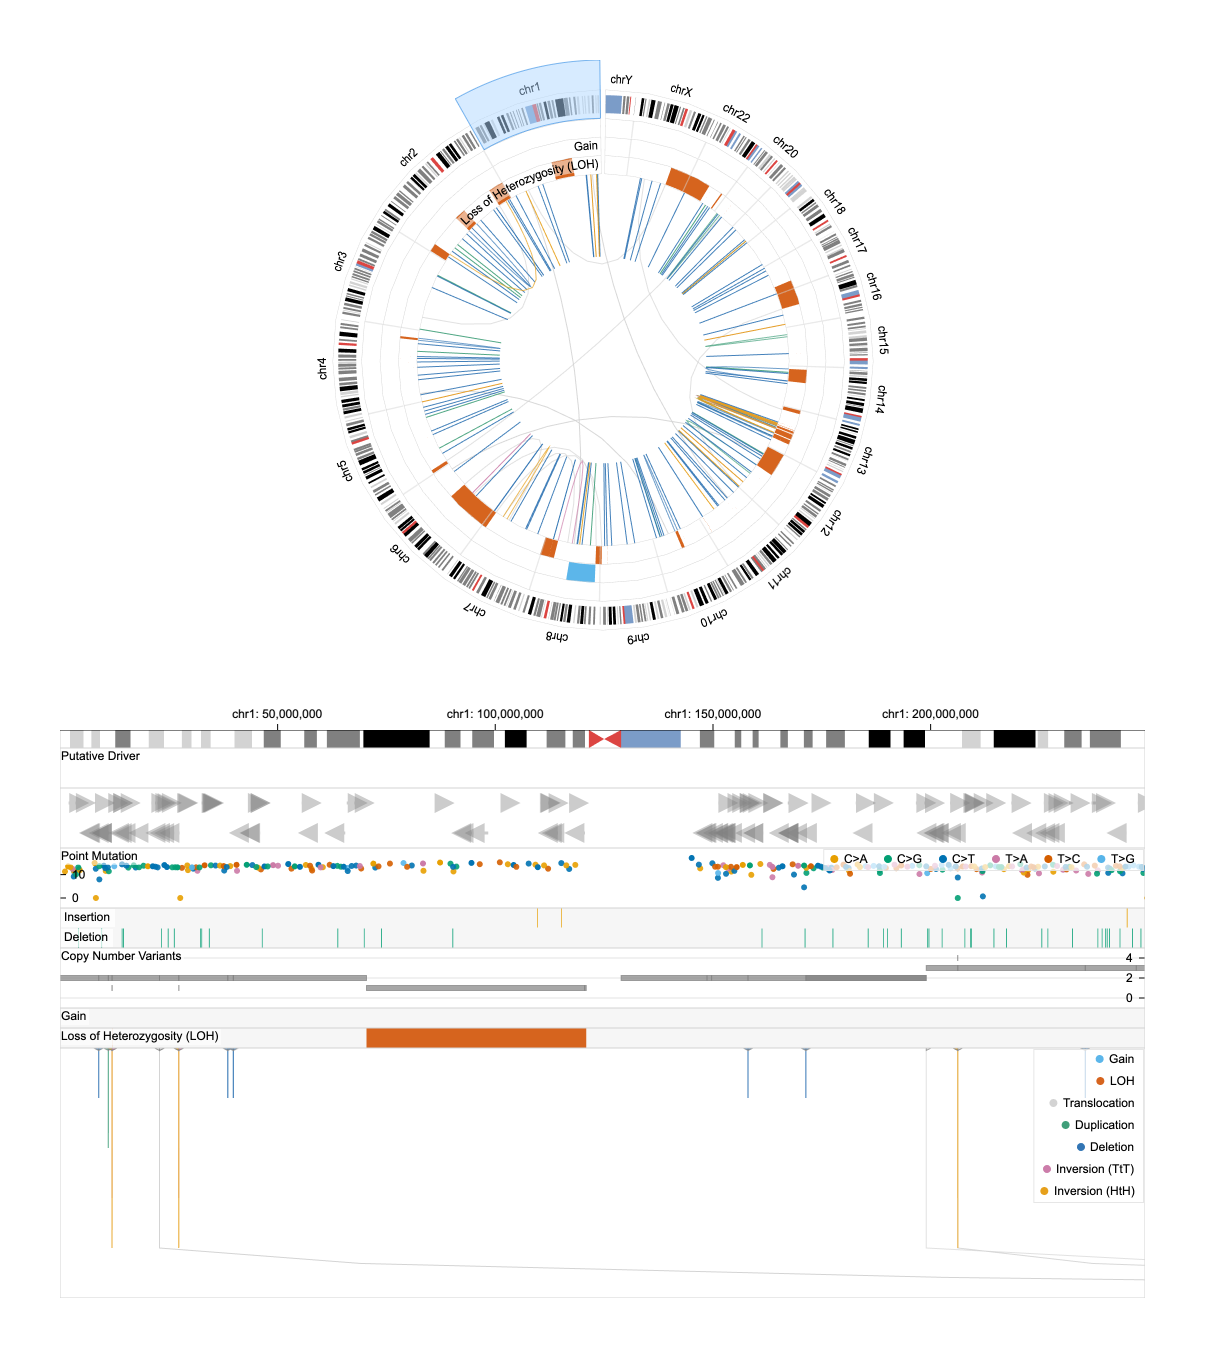 chrY
chrX
chr22
chr20
chr18
chr17
chr16
chr15
chr14
chr13
chr12
chr11
chr10
chr9
chr8
chr7
chr6
chr5
chr4
chr3
chr2
chr1
Gain
Loss of Heterozygosity (LOH)
chr1: 50,000,000
chr1: 100,000,000
chr1: 150,000,000
chr1: 200,000,000
Putative Driver
Point Mutation
C>A
C>G
C>T
T>A
T>C
T>G
10
0
Insertion
Deletion
Copy Number Variants
4
2
0
Gain
Loss of Heterozygosity (LOH)
Gain
LOH
Translocation
Duplication
Deletion
Inversion (TtT)
Inversion (HtH)